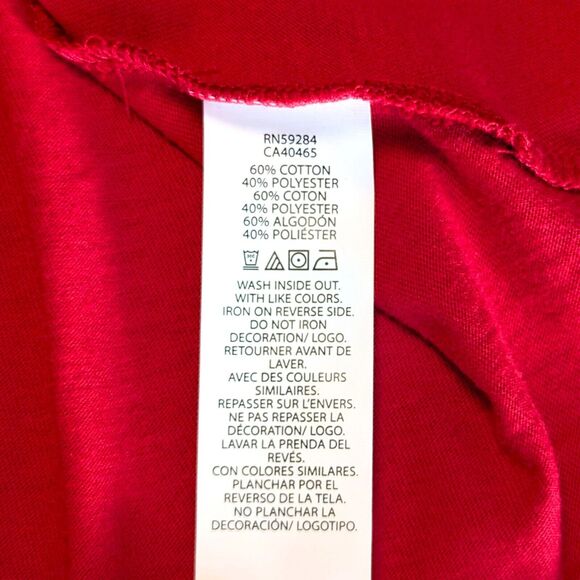 RN59284
CA40465
60% COTTON
40% POLYESTER
60% COTON
40% POLYESTER
60% ALGODÓN
40% POLIÉSTER
WASH INSIDE OUT.
WITH LIKE COLORS.
IRON ON REVERSE SIDE.
DO NOT IRON
DECORATION/ LOGO.
RETOURNER AVANT DE
LAVER.
AVEC DES COULEURS
SIMILAIRES.
REPASSER SUR L'ENVERS.
NE PAS REPASSER LA
DÉCORATION/ LOGO.
LAVAR LA PRENDA DEL
REVÉS.
CON COLORES SIMILARES.
PLANCHAR POR EL
REVERSO DE LA TELA.
NO PLANCHAR LA
DECORACIÓN/ LOGOTIPO.